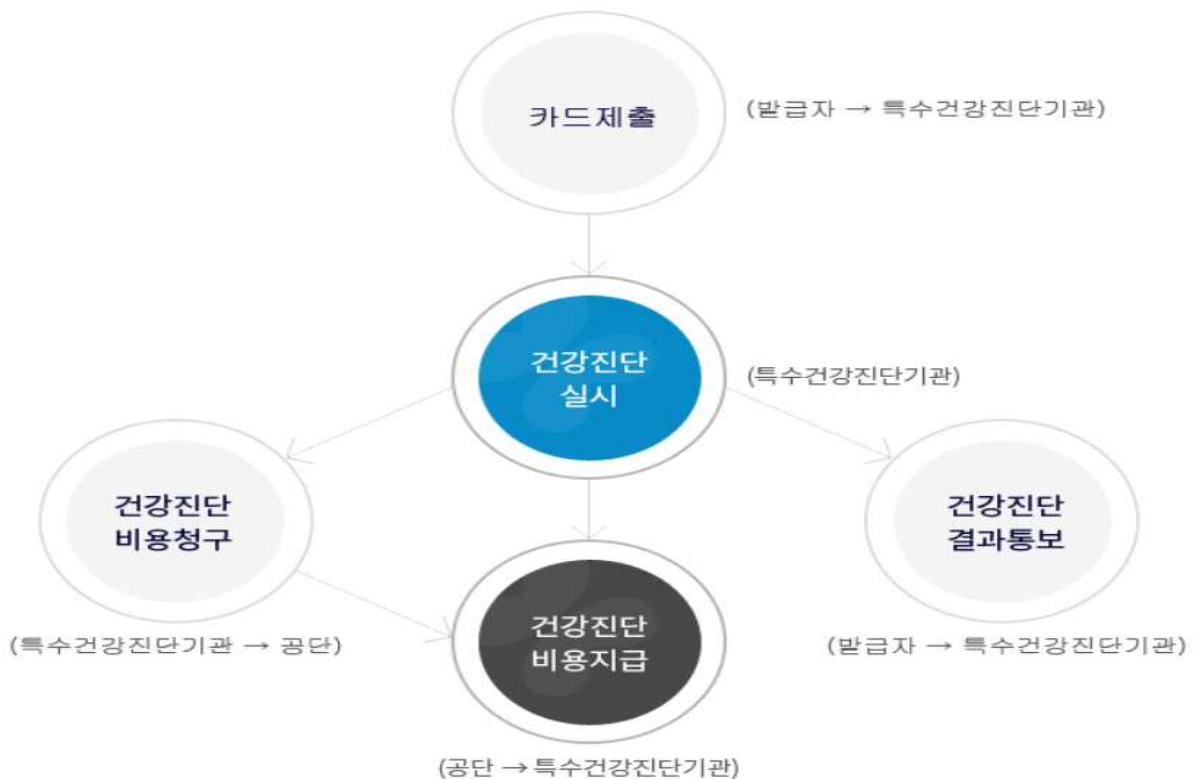 카드제출
(발급자 → 특수건강진단기관)
건강진단
실시
(특수건강진단기관)
건강진단
비용청구
(특수건강진단기관 → 공단)
건강진단
결과통보
(발급자 → 특수건강진단기관)
건강진단
비용지급
(공단 → 특수건강진단기관)